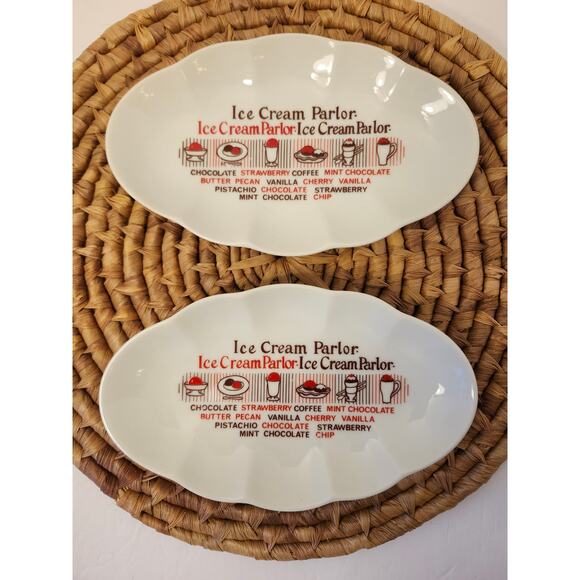 Ice Cream Parlor·
Ice Cream Parlor·Ice Cream Parlor·
CHOCOLATE STRAWBERRY COFFEE MINT CHOCOLATE
BUTTER PECAN VANILLA CHERRY VANILLA
PISTACHIO CHOCOLATE STRAWBERRY
MINT CHOCOLATE CHIP
Ice Cream Parlor·
Ice Cream Parlor·Ice Cream Parlor·
CHOCOLATE STRAWBERRY COFFEE MINT CHOCOLATE
BUTTER PECAN VANILLA CHERRY VANILLA
PISTACHIO CHOCOLATE STRAWBERRY
MINT CHOCOLATE CHIP